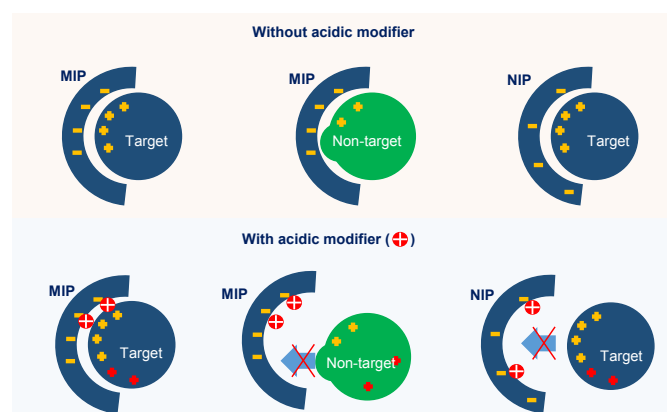 Without acidic modifier
MIP
MIP
NIP
Target
Non-target
Target
With acidic modifier ( )
MIP
MIP
NIP
Target
Non-target
Target